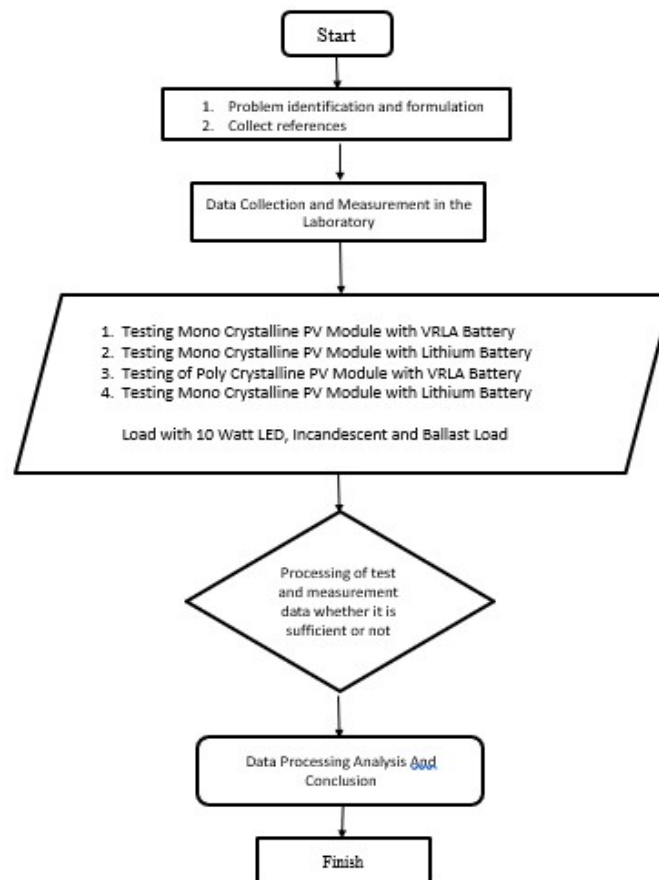 Start
1. Problem identification and formulation
2. Collect references
Data Collection and Measurement in the
Laboratory
1. Testing Mono Crystalline PV Module with VRLA Battery
2. Testing Mono Crystalline PV Module with Lithium Battery
3. Testing of Poly Crystalline PV Module with VRLA Battery
4. Testing Mono Crystalline PV Module with Lithium Battery
Load with 10 Watt LED, Incandescent and Ballast Load
Processing of test
and measurement
data whether it is
sufficient or not
Data Processing Analysis And
Conclusion
Finish